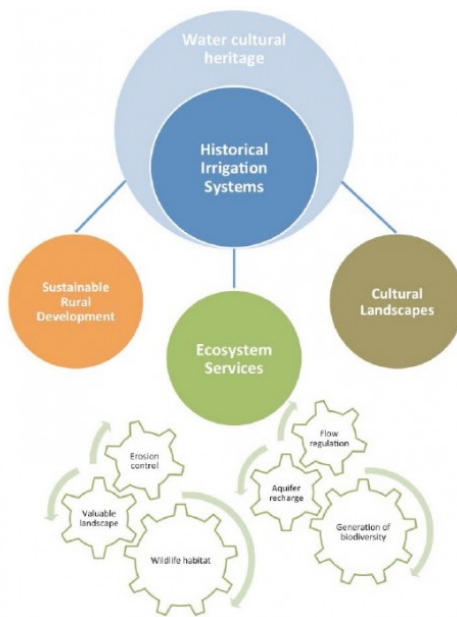 Water cultural
heritage
Historical
Irrigation
Systems
Sustainable
Rural
Development
Ecosystem
Services
Cultural
Landscapes
Erosion
control
Valuable
landscape
Wildlife habitat
Flow
regulation
Aquifer
recharge
Generation of
biodiversity